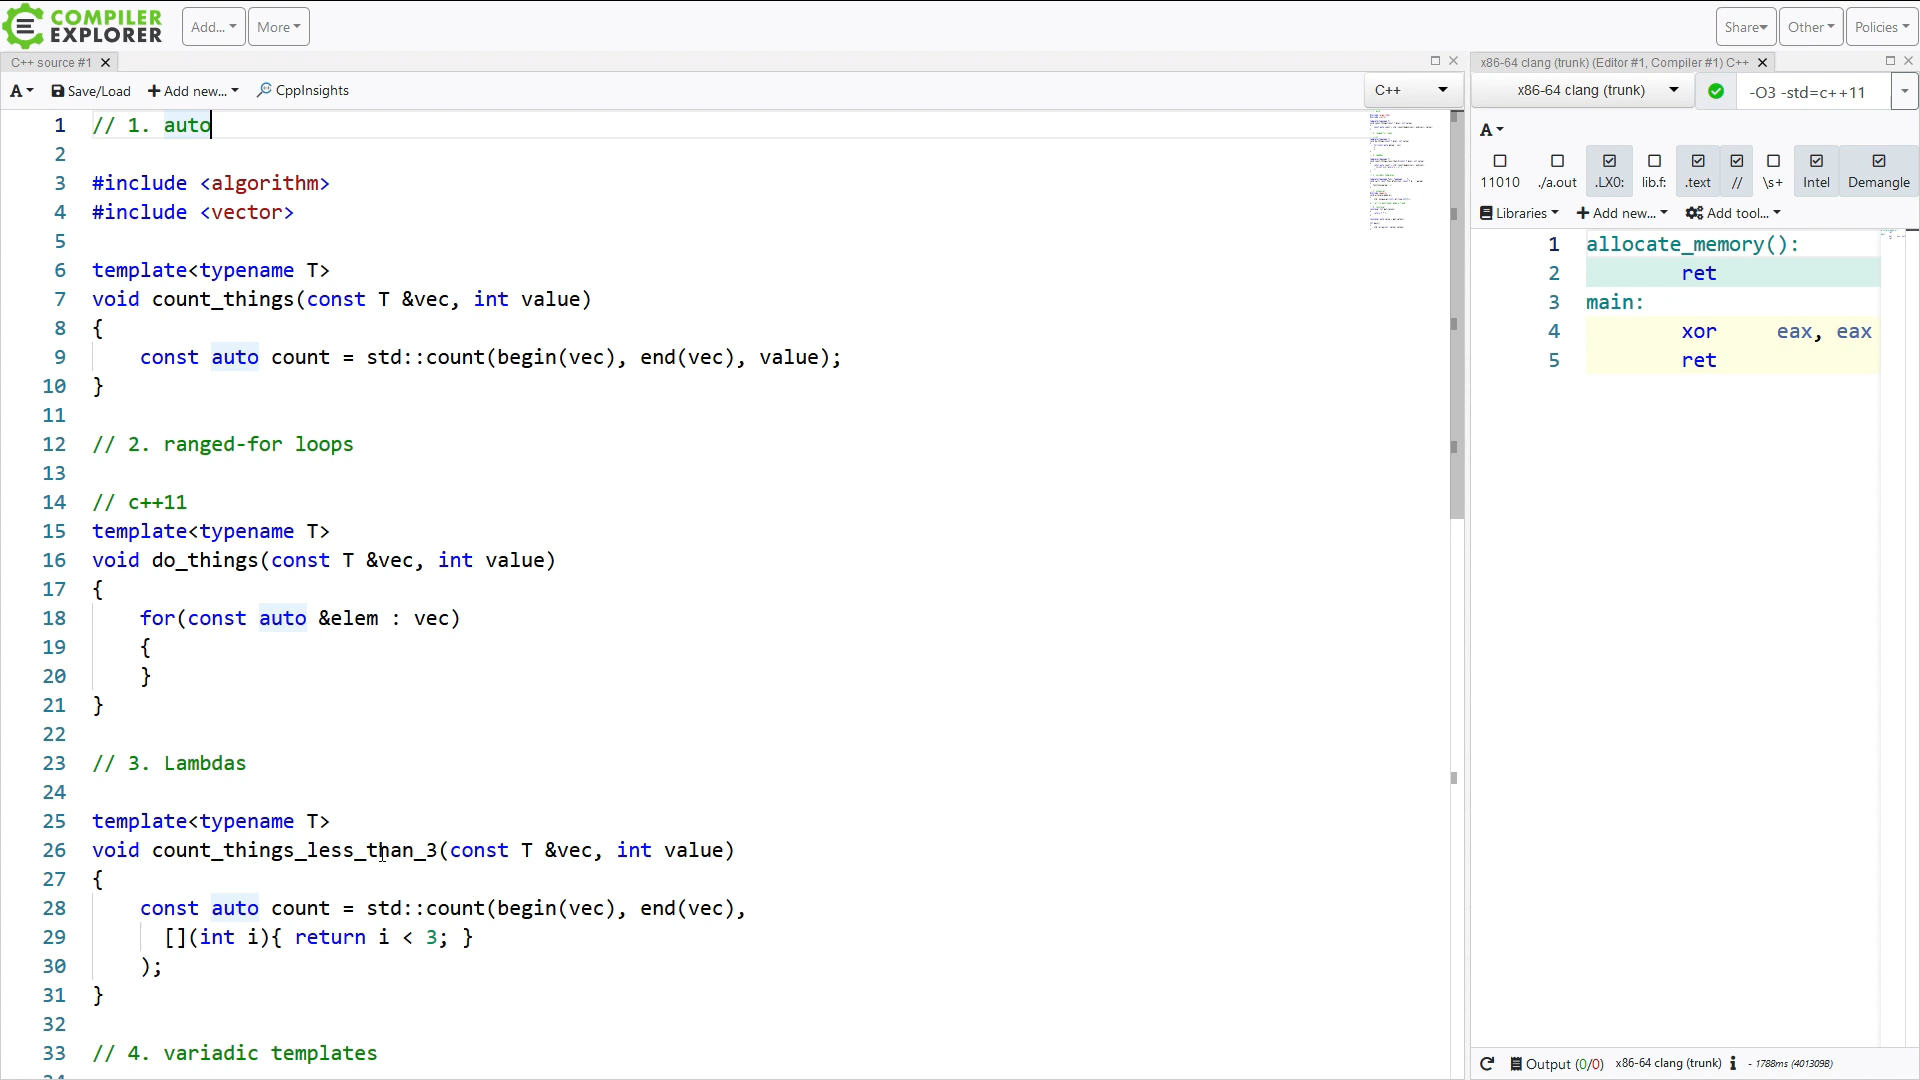 COMPILER
EXPLORER
Add...
More
Share
Other
Policies
C++ source #1
A
Save/Load
Add new...
CppInsights
C++
1 // 1. auto
2
3 #include <algorithm>
4 #include <vector>
5
6 template<typename T>
7 void count_things(const T &vec, int value)
8 {
9 const auto count = std::count(begin(vec), end(vec), value);
10 }
11
12 // 2. ranged-for loops
13
14 // c++11
15 template<typename T>
16 void do_things(const T &vec, int value)
17 {
18 for(const auto &elem : vec)
19 {
20 }
21 }
22
23 // 3. Lambdas
24
25 template<typename T>
26 void count_things_less_than_3(const T &vec, int value)
27 {
28 const auto count = std::count(begin(vec), end(vec),
29 [](int i){ return i < 3; }
30 );
31 }
32
33 // 4. variadic templates
x86-64 clang (trunk) (Editor #1, Compiler #1) C++
x86-64 clang (trunk)
-O3 -std=c++11
A
11010 ./a.out .LX0: lib.f: .text // \s+ Intel Demangle
Libraries
Add new...
Add tool...
1 allocate_memory():
2 ret
3 main:
4 xor eax, eax
5 ret
Output (0/0) x86-64 clang (trunk) i - 1788ms (401309B)